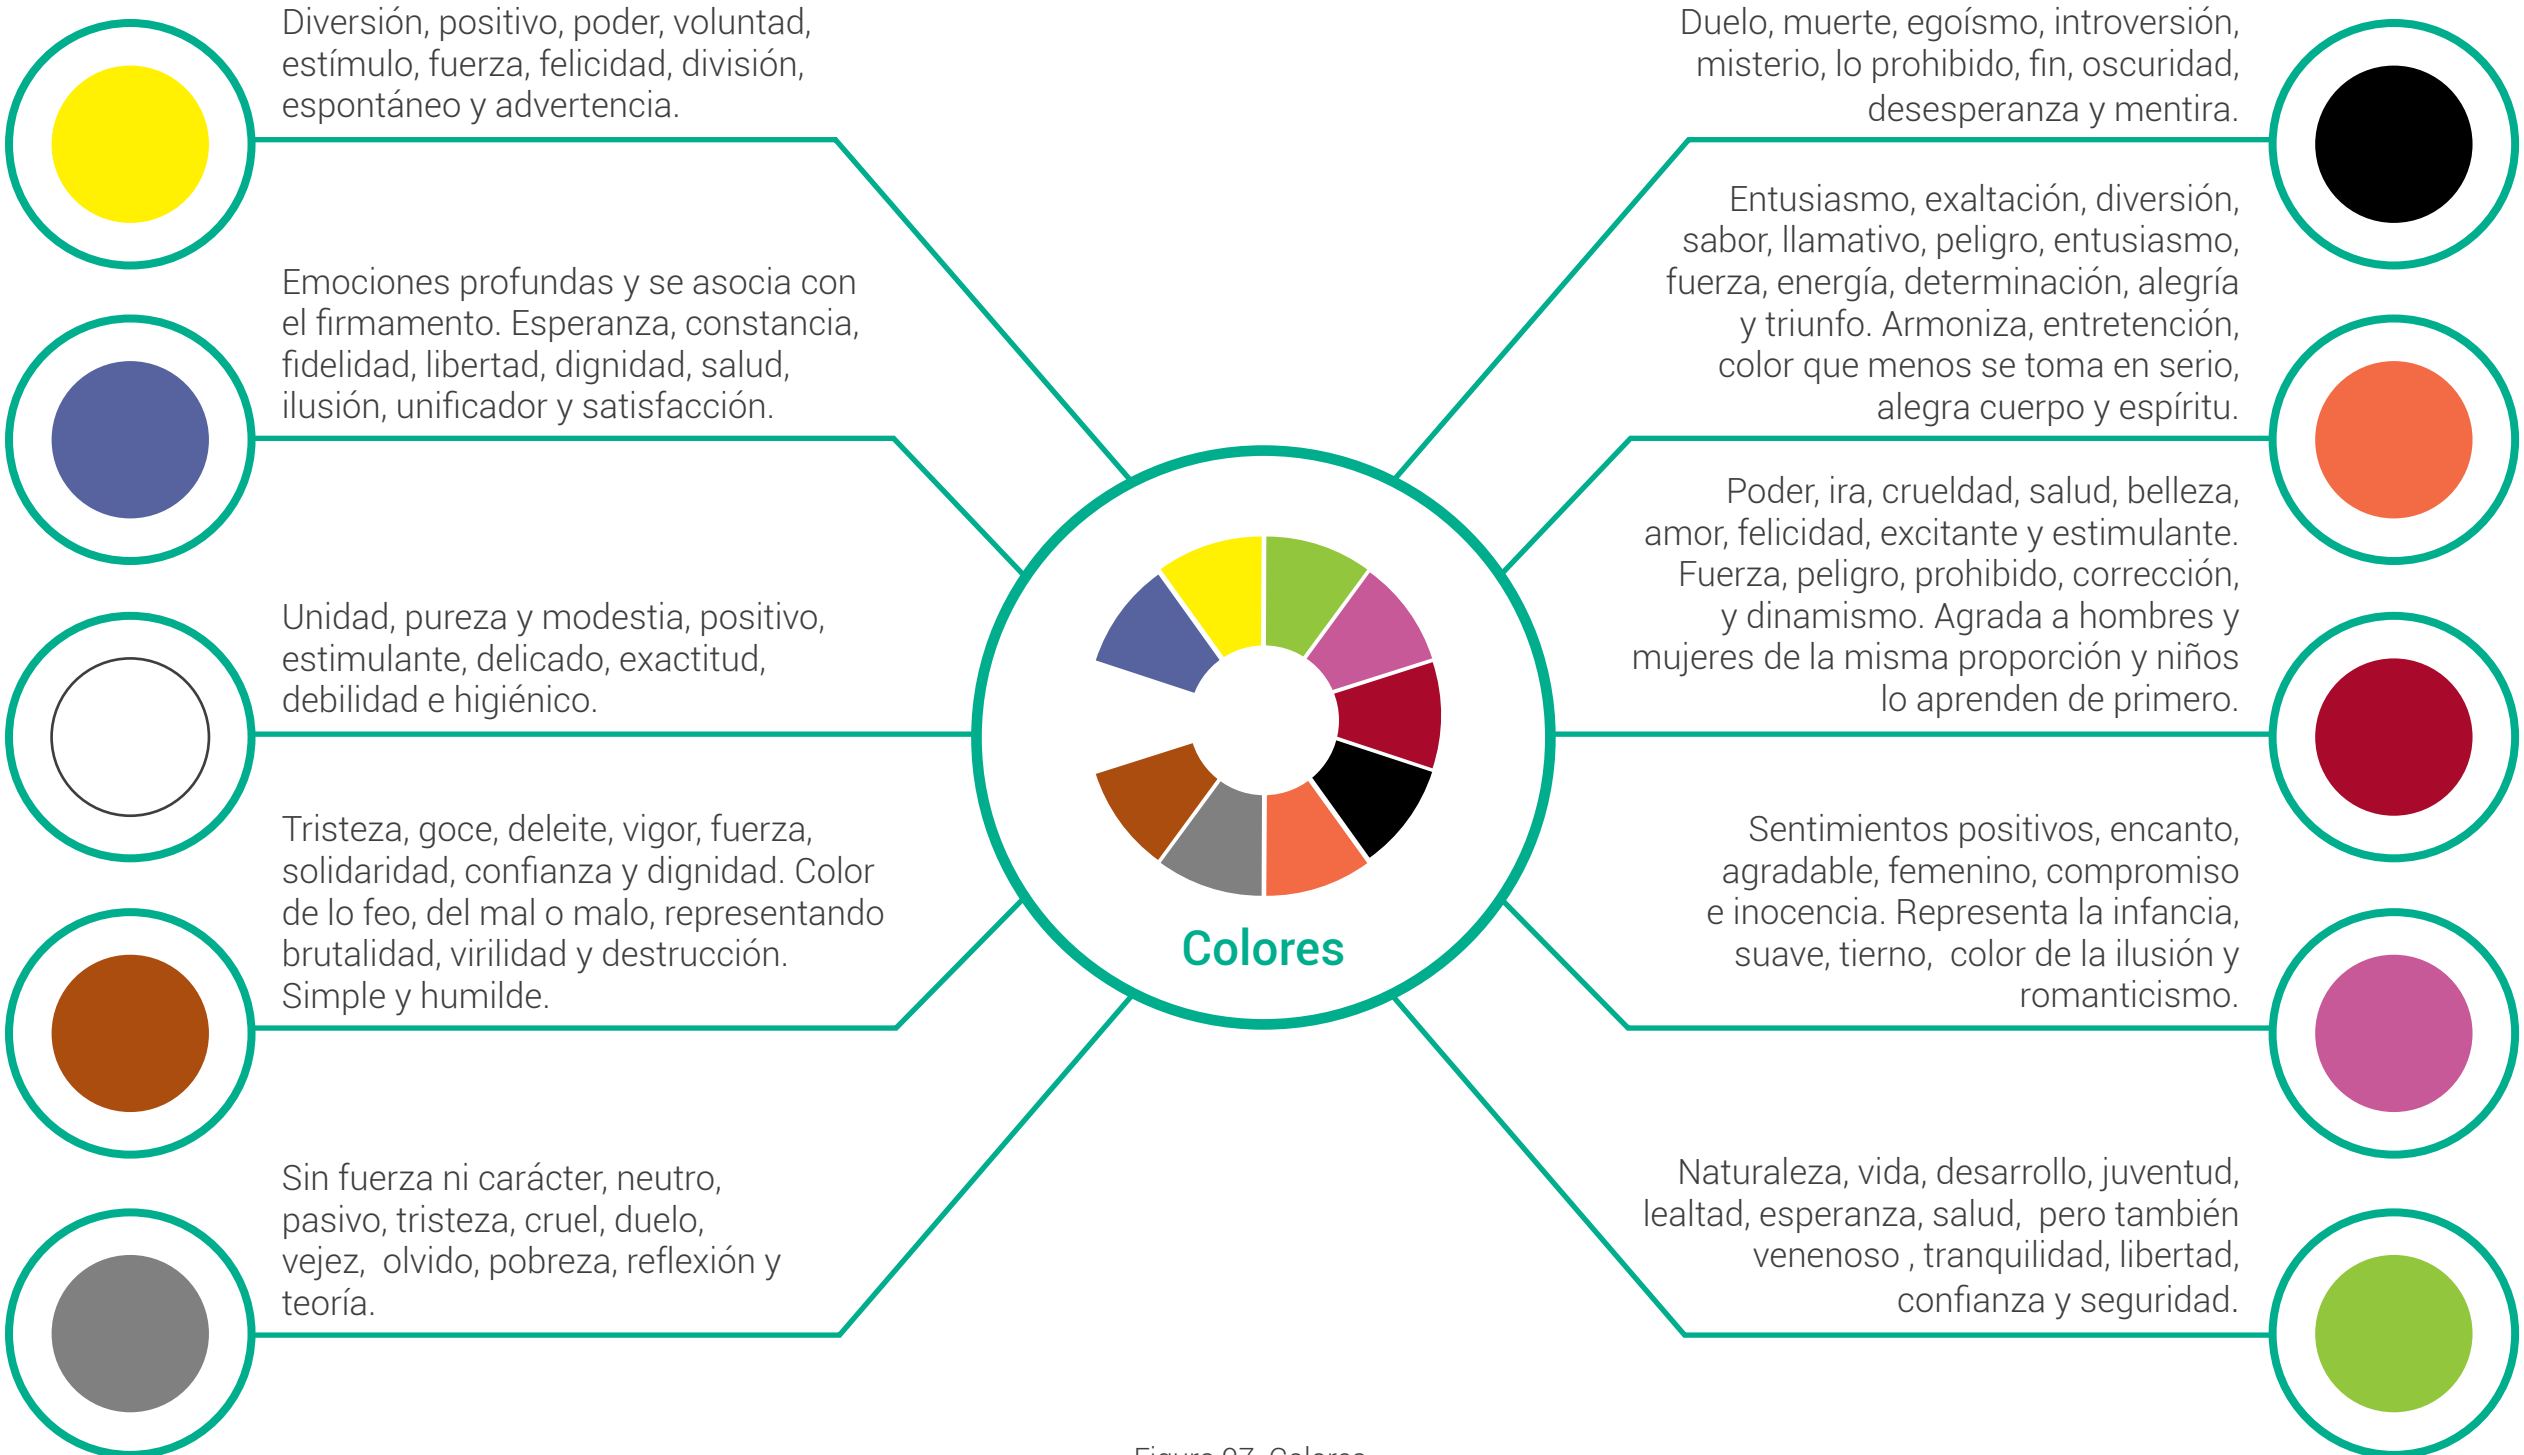 Diversión, positivo, poder, voluntad,
estímulo, fuerza, felicidad, división,
espontáneo y advertencia.
Emociones profundas y se asocia con
el firmamento. Esperanza, constancia,
fidelidad, libertad, dignidad, salud,
ilusión, unificador y satisfacción.
Unidad, pureza y modestia, positivo,
estimulante, delicado, exactitud,
debilidad e higiénico.
Tristeza, goce, deleite, vigor, fuerza,
solidaridad, confianza y dignidad. Color
de lo feo, del mal o malo, representando
brutalidad, virilidad y destrucción.
Simple y humilde.
Sin fuerza ni carácter, neutro,
pasivo, tristeza, cruel, duelo,
vejez, olvido, pobreza, reflexión y
teoría.
Colores
Duelo, muerte, egoísmo, introversión,
misterio, lo prohibido, fin, oscuridad,
desesperanza y mentira.
Entusiasmo, exaltación, diversión,
sabor, llamativo, peligro, entusiasmo,
fuerza, energía, determinación, alegría
y triunfo. Armoniza, entretención,
color que menos se toma en serio,
alegra cuerpo y espíritu.
Poder, ira, crueldad, salud, belleza,
amor, felicidad, excitante y estimulante.
Fuerza, peligro, prohibido, corrección,
y dinamismo. Agrada a hombres y
mujeres de la misma proporción y niños
lo aprenden de primero.
Sentimientos positivos, encanto,
agradable, femenino, compromiso
e inocencia. Representa la infancia,
suave, tierno, color de la ilusión y
romanticismo.
Naturaleza, vida, desarrollo, juventud,
lealtad, esperanza, salud, pero también
venenoso , tranquilidad, libertad,
confianza y seguridad.
Colores